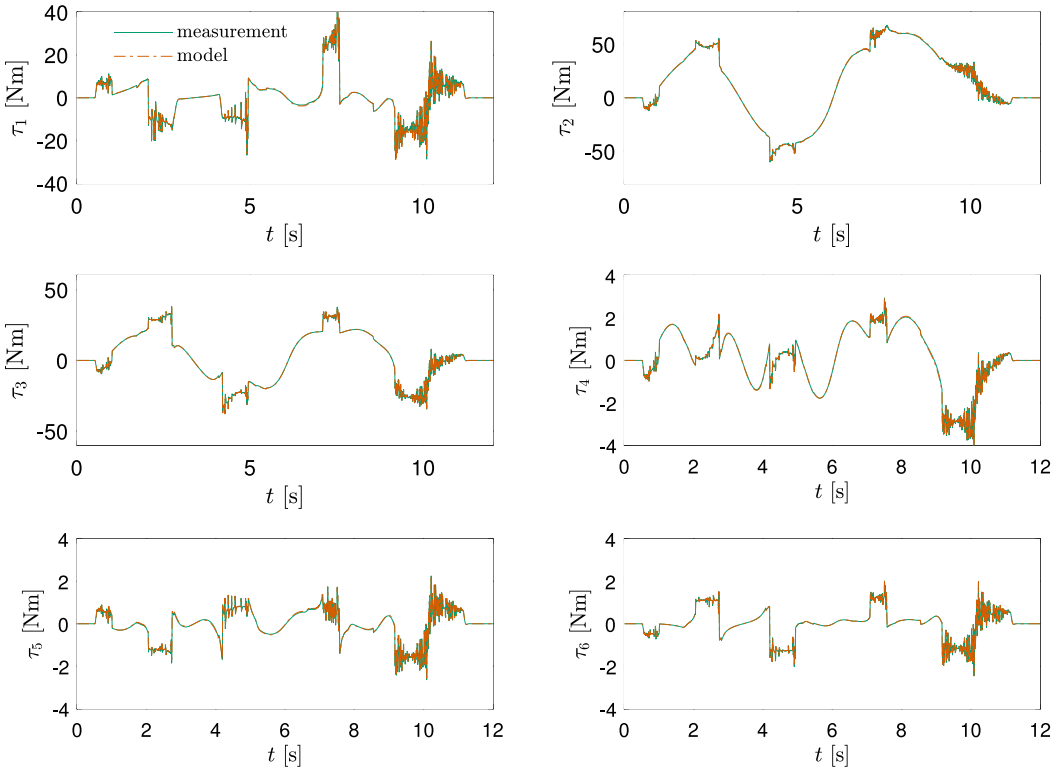 40
20
0
-20
-40
τ₁ [Nm]
measurement
model
0 5 10
t [s]
50
0
-50
τ₂ [Nm]
0 5 10
t [s]
50
0
-50
τ₃ [Nm]
0 5 10
t [s]
4
2
0
-2
-4
τ₄ [Nm]
0 2 4 6 8 10 12
t [s]
4
2
0
-2
-4
τ₅ [Nm]
0 2 4 6 8 10 12
t [s]
4
2
0
-2
-4
τ₆ [Nm]
0 2 4 6 8 10 12
t [s]